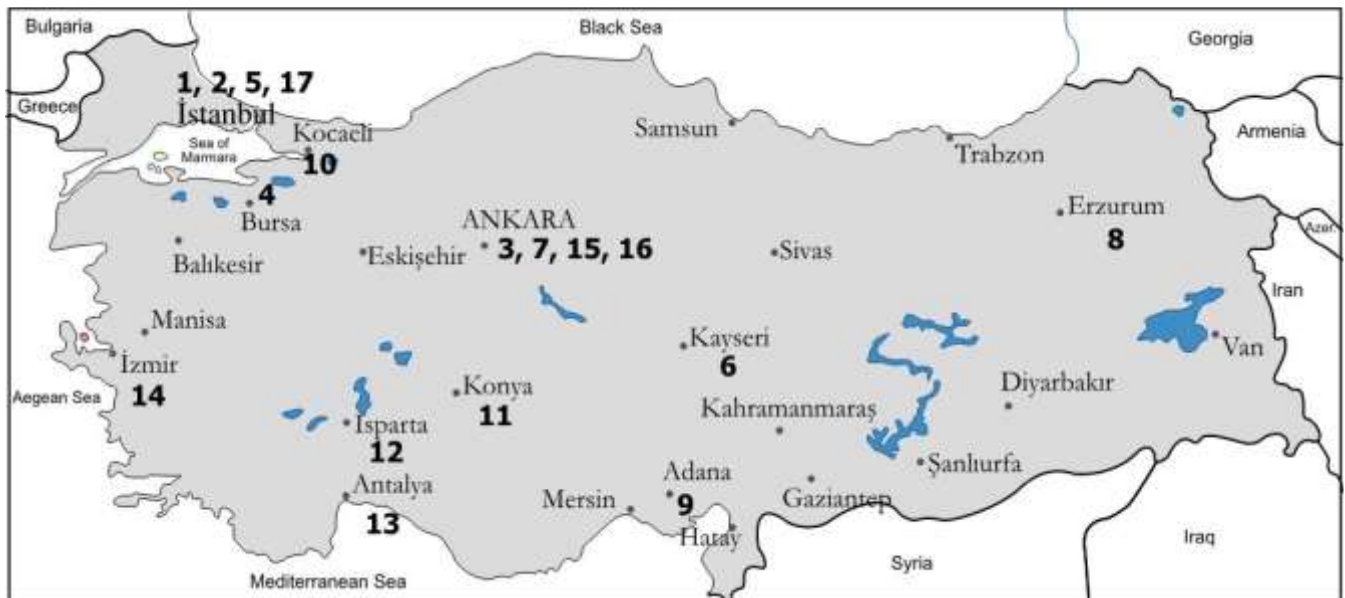 Bulgaria
Black Sea
Georgia
1, 2, 5, 17
Greece
İstanbul
Kocaeli
Samsun
Armenia
Sea of
Marmara
Trabzon
10
4
Bursa
ANKARA
Erzurum
8
Azer.
Balıkesir
Eskişehir
3, 7, 15, 16
Sivas
Iran
Manisa
İzmir
Kayseri
6
Van
Aegean Sea
14
Konya
11
Diyarbakır
Isparta
12
Kahramanmaraş
Antalya
13
Mersin
Adana
9
Hatay
Gaziantep
Şanlıurfa
Iraq
Syria
Mediterranean Sea